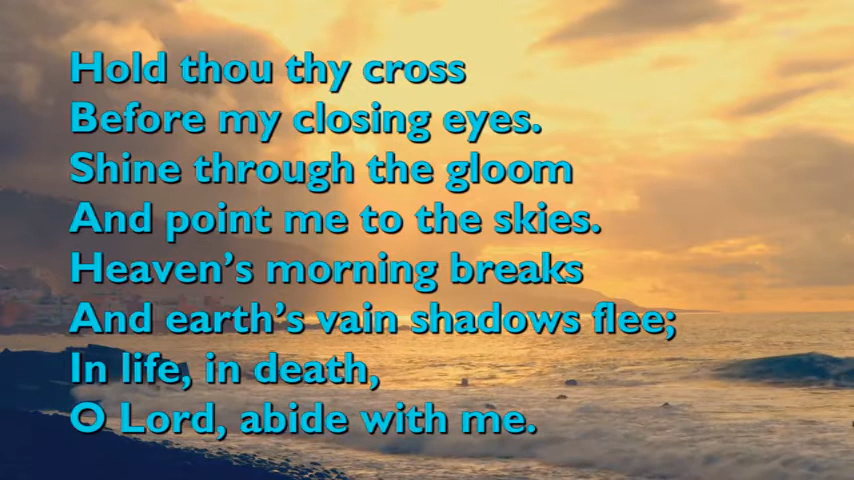 Hold thou thy cross
Before my closing eyes.
Shine through the gloom
And point me to the skies.
Heaven’s morning breaks
And earth’s vain shadows flee;
In life, in death,
O Lord, abide with me.